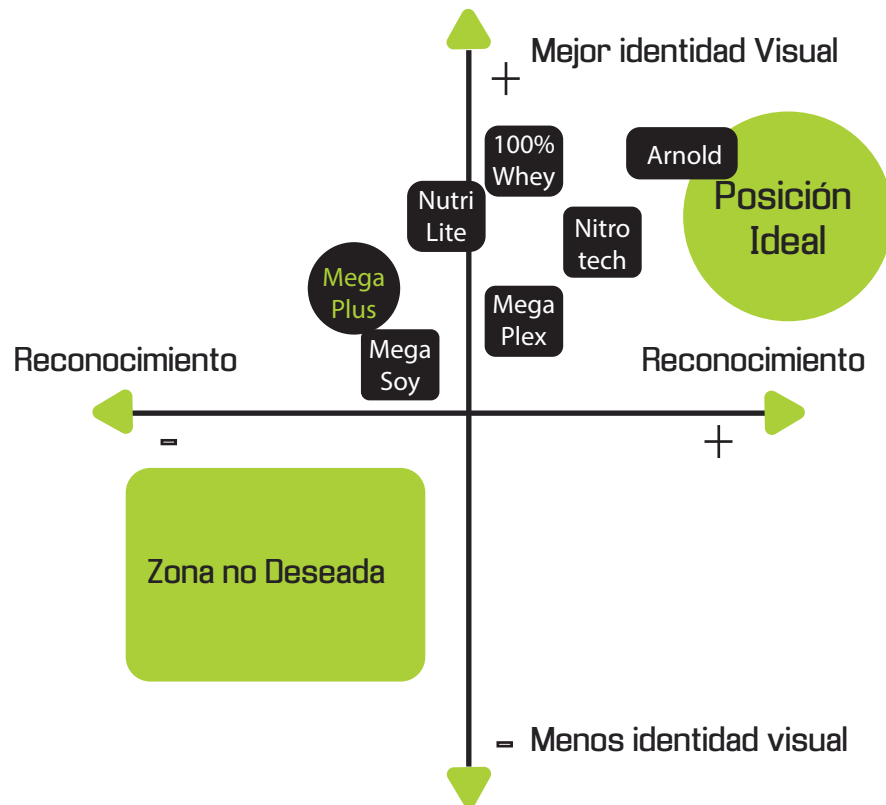 Mejor identidad Visual
+
100%
Whey
Arnold
Nutri
Lite
Nitro
tech
Posición
Ideal
Mega
Plus
Mega
Plex
Mega
Soy
Reconocimiento
Reconocimiento
-
+
Zona no Deseada
- Menos identidad visual